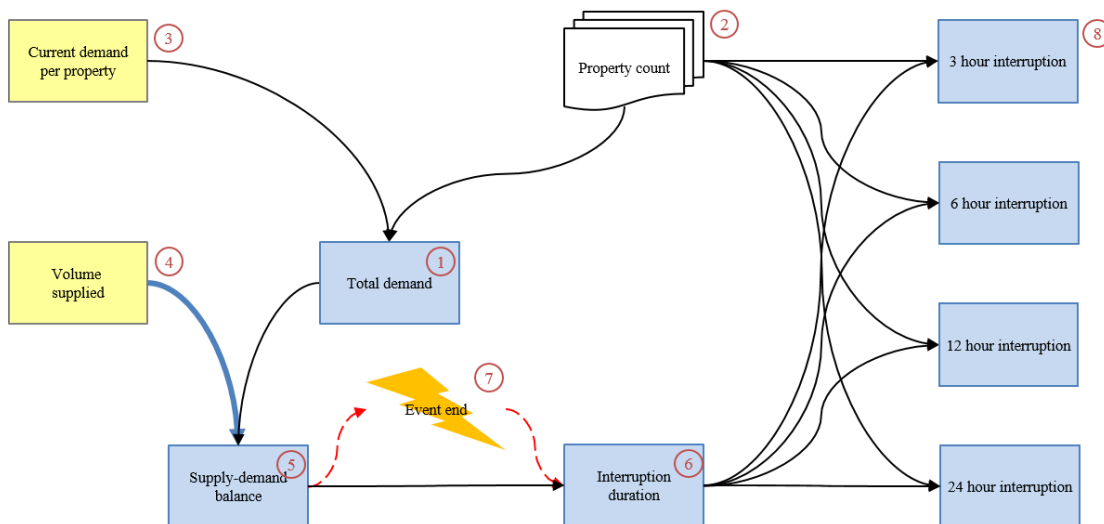 Current demand
per property
3
Property count
2
3 hour interruption
8
6 hour interruption
Volume
supplied
4
Total demand
1
12 hour interruption
Event end
7
Supply-demand
balance
5
Interruption
duration
6
24 hour interruption